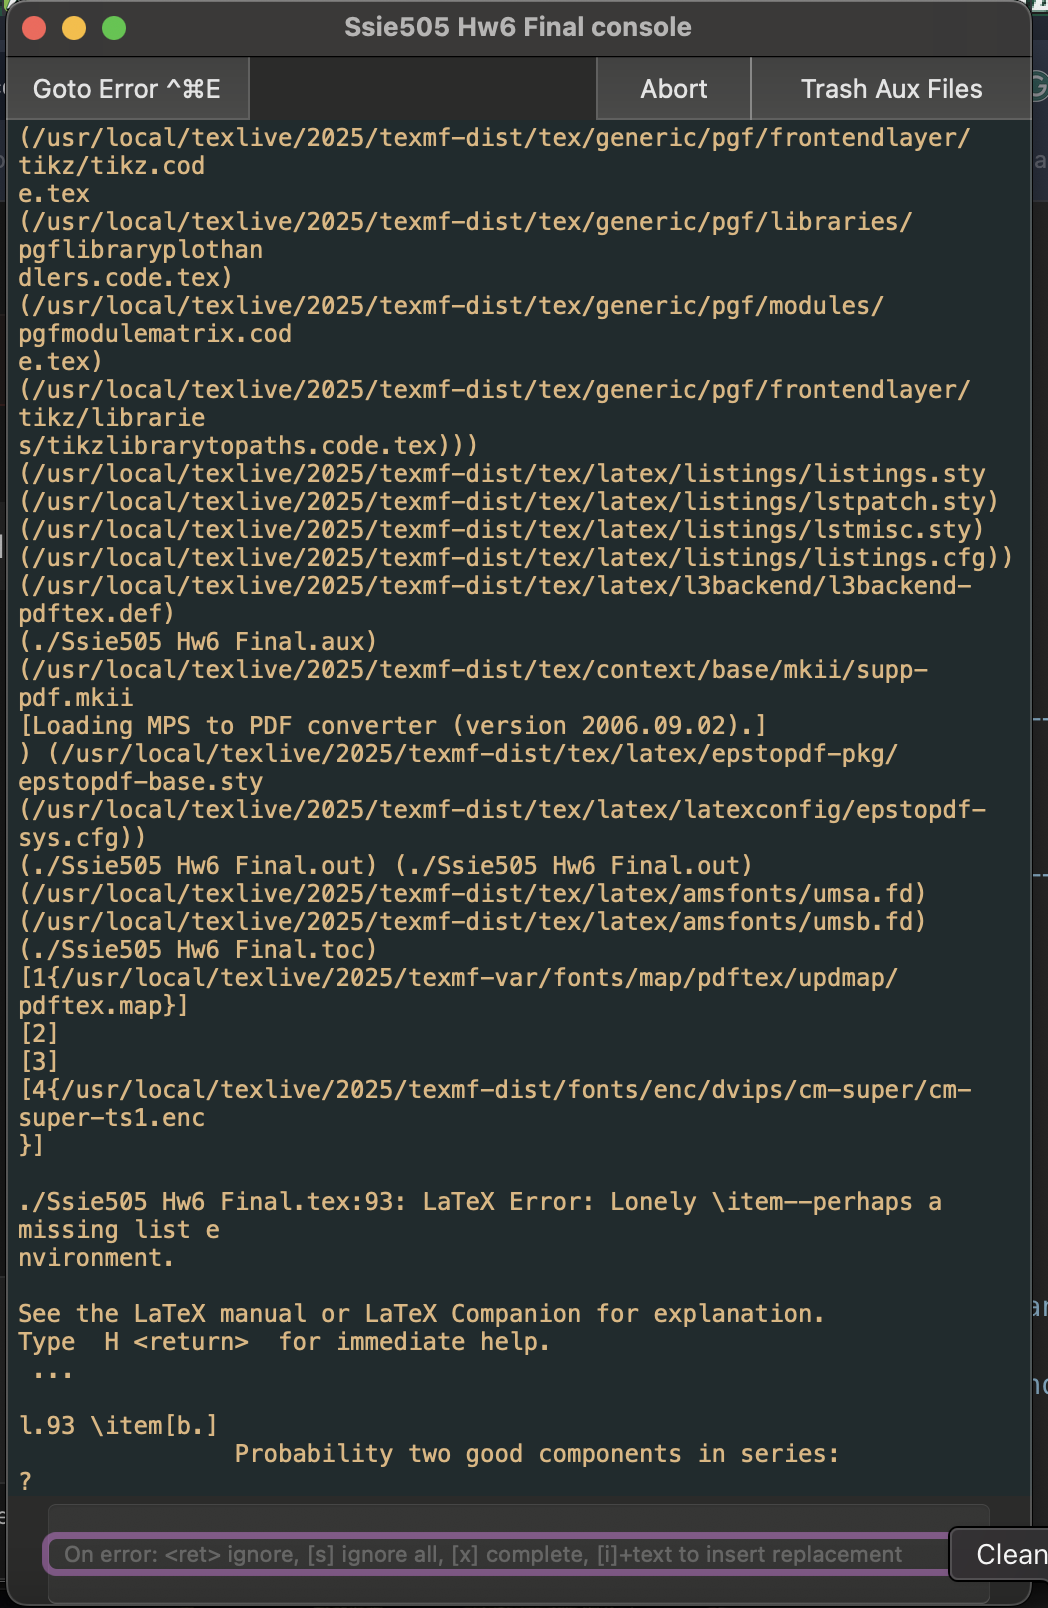 Ssie505 Hw6 Final console
Goto Error ^⌘E
Abort
Trash Aux Files
(/usr/local/texlive/2025/texmf-dist/tex/generic/pgf/frontendlayer/
tikz/tikz.cod
e.tex
(/usr/local/texlive/2025/texmf-dist/tex/generic/pgf/libraries/
pgflibraryplothan
dlers.code.tex)
(/usr/local/texlive/2025/texmf-dist/tex/generic/pgf/modules/
pgfmodulematrix.cod
e.tex)
(/usr/local/texlive/2025/texmf-dist/tex/generic/pgf/frontendlayer/
tikz/librarie
s/tikzlibrarytopaths.code.tex)))
(/usr/local/texlive/2025/texmf-dist/tex/latex/listings/listings.sty
(/usr/local/texlive/2025/texmf-dist/tex/latex/listings/lstpatch.sty)
(/usr/local/texlive/2025/texmf-dist/tex/latex/listings/lstmisc.sty)
(/usr/local/texlive/2025/texmf-dist/tex/latex/listings/listings.cfg))
(/usr/local/texlive/2025/texmf-dist/tex/latex/l3backend/l3backend-
pdftex.def)
(./Ssie505 Hw6 Final.aux)
(/usr/local/texlive/2025/texmf-dist/tex/context/base/mkii/supp-
pdf.mkii
[Loading MPS to PDF converter (version 2006.09.02).]
) (/usr/local/texlive/2025/texmf-dist/tex/latex/epstopdf-pkg/
epstopdf-base.sty
(/usr/local/texlive/2025/texmf-dist/tex/latex/latexconfig/epstopdf-
sys.cfg))
(./Ssie505 Hw6 Final.out) (./Ssie505 Hw6 Final.out)
(/usr/local/texlive/2025/texmf-dist/tex/latex/amsfonts/umsa.fd)
(/usr/local/texlive/2025/texmf-dist/tex/latex/amsfonts/umsb.fd)
(./Ssie505 Hw6 Final.toc)
[1{/usr/local/texlive/2025/texmf-var/fonts/map/pdftex/updmap/
pdftex.map}]
[2]
[3]
[4{/usr/local/texlive/2025/texmf-dist/fonts/enc/dvips/cm-super/cm-
super-ts1.enc
}]
./Ssie505 Hw6 Final.tex:93: LaTeX Error: Lonely \item--perhaps a
missing list e
nvironment.
See the LaTeX manual or LaTeX Companion for explanation.
Type  H <return>  for immediate help.
...
l.93 \item[b.]
Probability two good components in series:
?
On error: <ret> ignore, [s] ignore all, [x] complete, [i]+text to insert replacement
Clean